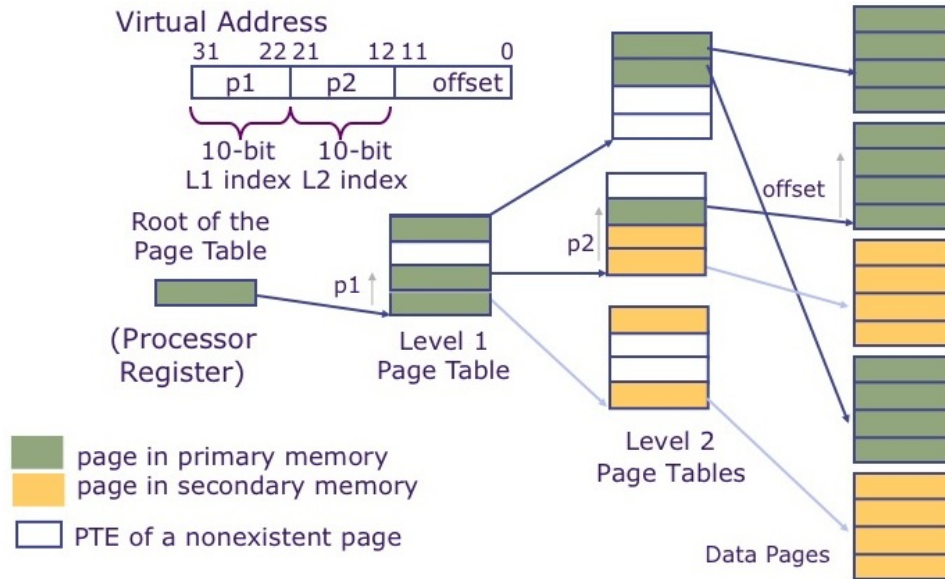 Virtual Address
31 22 21 12 11 0
p1 p2 offset
10-bit 10-bit
L1 index L2 index
Root of the
Page Table
(Processor
Register)
p1
Level 1
Page Table
p2
offset
Level 2
Page Tables
Data Pages
page in primary memory
page in secondary memory
PTE of a nonexistent page